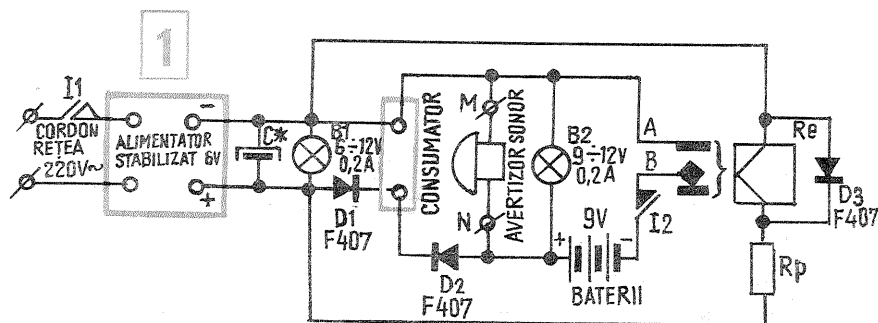 1
I1
CORDON
REȚEA
220V~
ALIMENTATOR
STABILIZAT 6V
-
+
C*
B1
6÷12V
0,2A
D1
F407
CONSUMATOR
D2
F407
M
N
AVERTIZOR SONOR
B2
9÷12V
0,2A
+
9V
-
BATERII
A
B
I2
Re
D3
F407
Rp